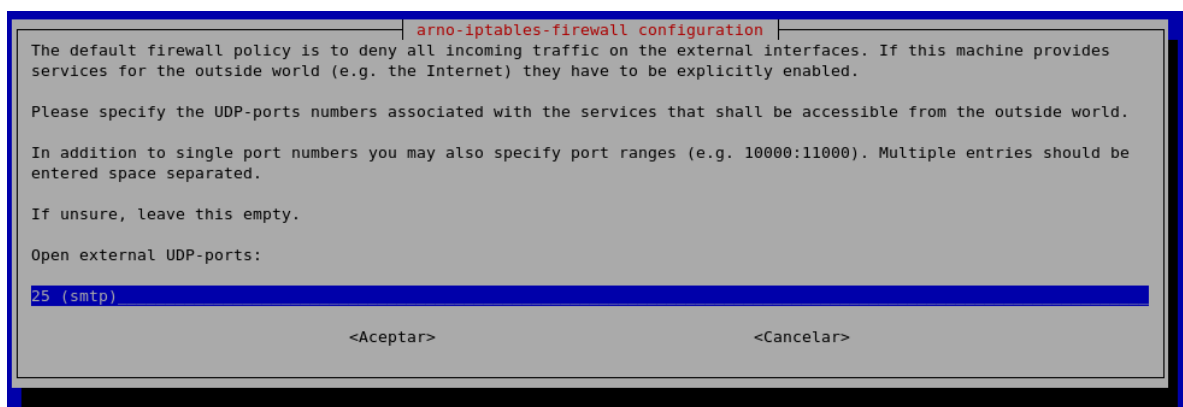 arno-iptables-firewall configuration
The default firewall policy is to deny all incoming traffic on the external interfaces. If this machine provides
services for the outside world (e.g. the Internet) they have to be explicitly enabled.
Please specify the UDP-ports numbers associated with the services that shall be accessible from the outside world.
In addition to single port numbers you may also specify port ranges (e.g. 10000:11000). Multiple entries should be
entered space separated.
If unsure, leave this empty.
Open external UDP-ports:
25 (smtp)
<Aceptar> <Cancelar>